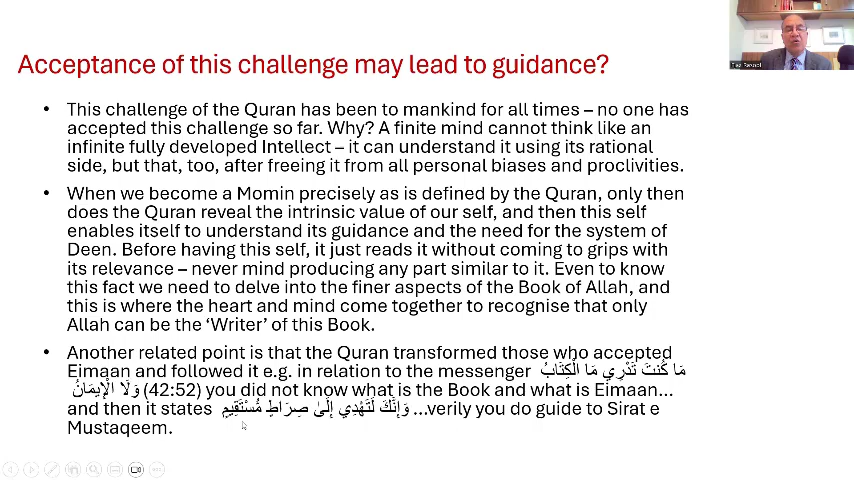 Acceptance of this challenge may lead to guidance?
• This challenge of the Quran has been to mankind for all times – no one has
accepted this challenge so far. Why? A finite mind cannot think like an
infinite fully developed Intellect – it can understand it using its rational
side, but that, too, after freeing it from all personal biases and proclivities.
• When we become a Momin precisely as is defined by the Quran, only then
does the Quran reveal the intrinsic value of our self, and then this self
enables itself to understand its guidance and the need for the system of
Deen. Before having this self, it just reads it without coming to grips with
its relevance – never mind producing any part similar to it. Even to know
this fact we need to delve into the finer aspects of the Book of Allah, and
this is where the heart and mind come together to recognise that only
Allah can be the ‘Writer’ of this Book.
• Another related point is that the Quran transformed those who accepted
Eimaan and followed it e.g. in relation to the messenger مَا كُنتَ تَدْرِي مَا الْكِتَابُ
وَلَا الْإِيمَانُ (42:52) you did not know what is the Book and what is Eimaan…
and then it states وَإِنَّكَ لَتَهْدِي إِلَىٰ صِرَاطٍ مُّسْتَقِيمٍ …verily you do guide to Sirat e
Mustaqeem.